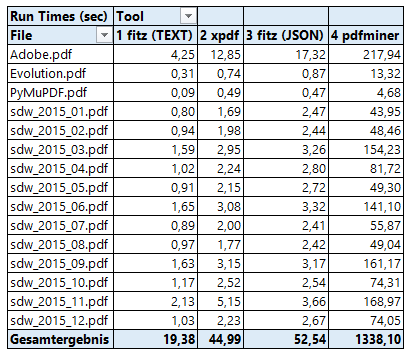 Run Times (sec) Tool
File 1 fitz (TEXT) 2 xpdf 3 fitz (JSON) 4 pdfminer
Adobe.pdf 4,25 12,85 17,32 217,94
Evolution.pdf 0,31 0,74 0,87 13,32
PyMuPDF.pdf 0,09 0,49 0,47 4,68
sdw_2015_01.pdf 0,80 1,69 2,47 43,95
sdw_2015_02.pdf 0,94 1,98 2,44 48,46
sdw_2015_03.pdf 1,59 2,95 3,26 154,23
sdw_2015_04.pdf 1,02 2,24 2,80 81,72
sdw_2015_05.pdf 0,91 2,15 2,72 49,30
sdw_2015_06.pdf 1,65 3,08 3,32 141,10
sdw_2015_07.pdf 0,89 2,00 2,41 55,87
sdw_2015_08.pdf 0,97 1,77 2,42 49,04
sdw_2015_09.pdf 1,63 3,15 3,17 161,17
sdw_2015_10.pdf 1,17 2,52 2,54 74,31
sdw_2015_11.pdf 2,13 5,15 3,66 168,97
sdw_2015_12.pdf 1,03 2,23 2,67 74,05
Gesamtergebnis 19,38 44,99 52,54 1338,10